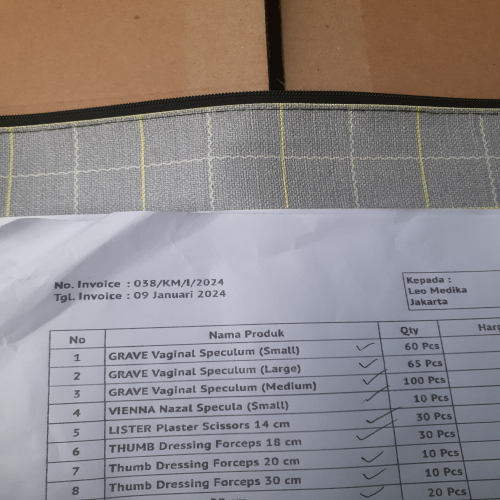 No. Invoice : 038/KM/I/2024
Tgl. Invoice : 09 Januari 2024
Kepada :
Leo Medika
Jakarta
No Nama Produk Qty Harg
1 GRAVE Vaginal Speculum (Small) 60 Pcs
2 GRAVE Vaginal Speculum (Large) 65 Pcs
3 GRAVE Vaginal Speculum (Medium) 100 Pcs
4 VIENNA Nazal Specula (Small) 10 Pcs
5 LISTER Plaster Scissors 14 cm 30 Pcs
6 THUMB Dressing Forceps 18 cm 30 Pcs
7 Thumb Dressing Forceps 20 cm 10 Pcs
8 Thumb Dressing Forceps 30 cm 10 Pcs
cm 20 Pcs